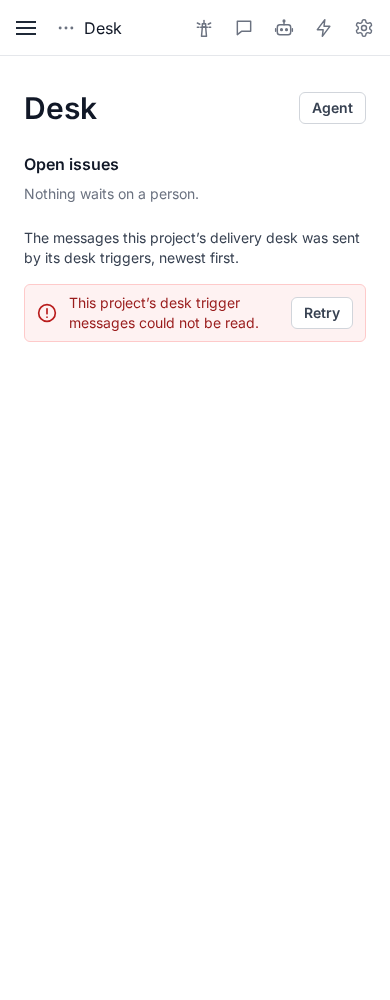 Desk
Desk
Agent
Open issues
Nothing waits on a person.
The messages this project’s delivery desk was sent
by its desk triggers, newest first.
This project’s desk trigger
messages could not be read.
Retry